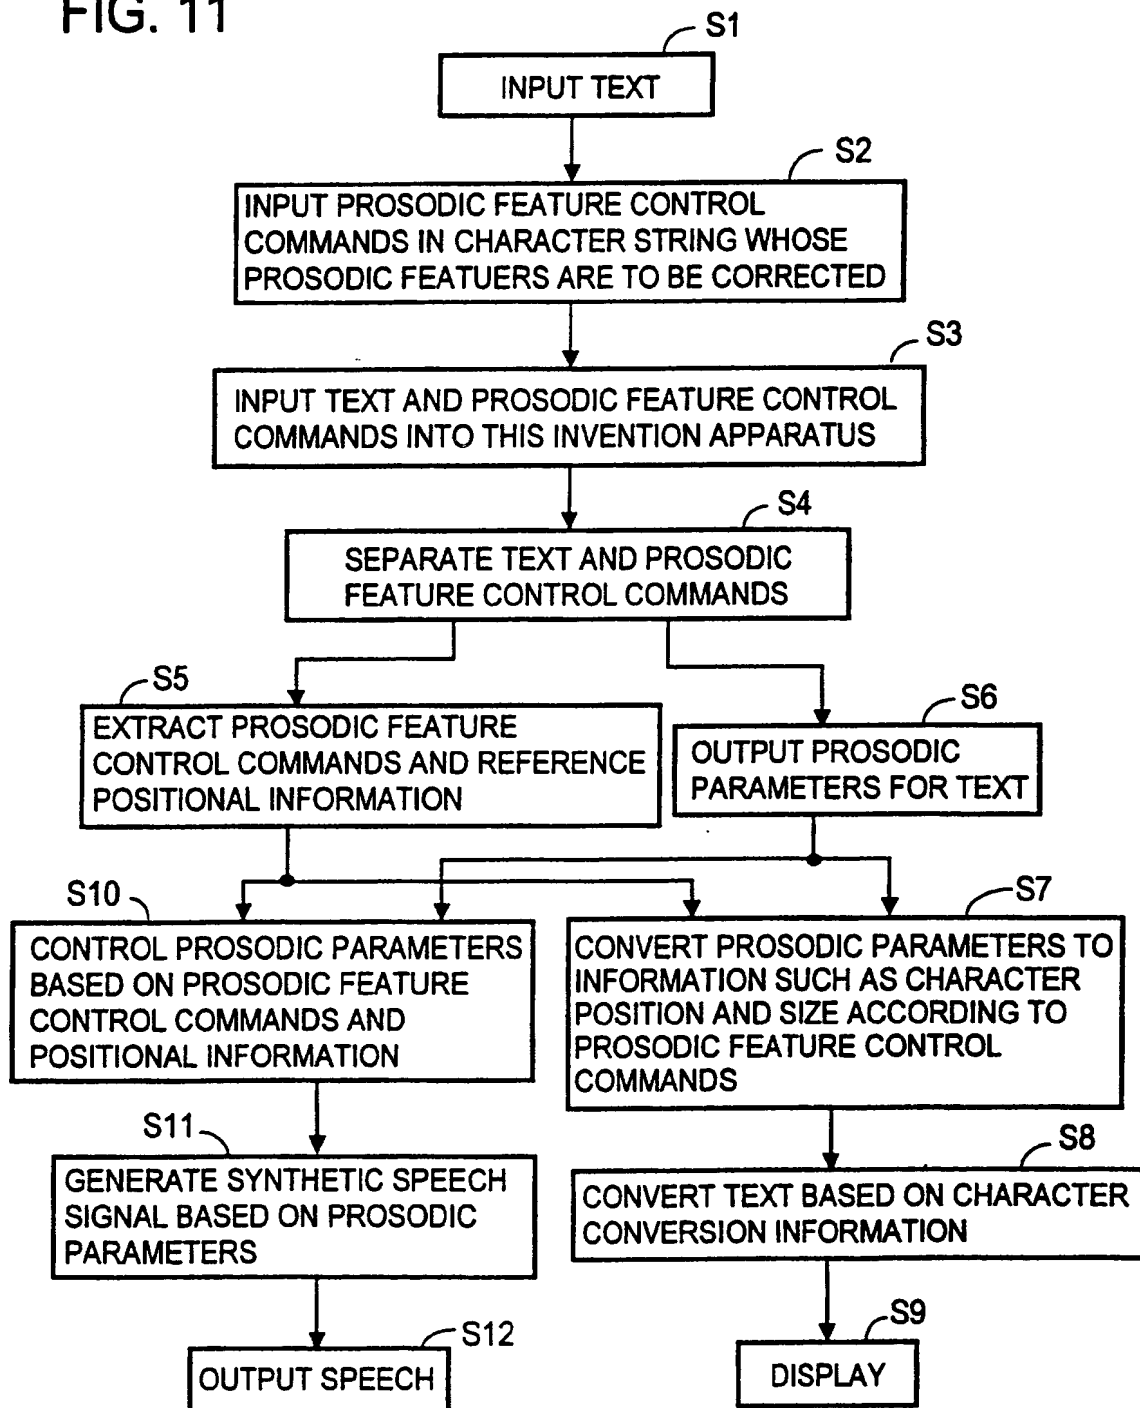 FIG. 11
S1
INPUT TEXT
S2
INPUT PROSODIC FEATURE CONTROL
COMMANDS IN CHARACTER STRING WHOSE
PROSODIC FEATUERS ARE TO BE CORRECTED
S3
INPUT TEXT AND PROSODIC FEATURE CONTROL
COMMANDS INTO THIS INVENTION APPARATUS
S4
SEPARATE TEXT AND PROSODIC
FEATURE CONTROL COMMANDS
S5
EXTRACT PROSODIC FEATURE
CONTROL COMMANDS AND REFERENCE
POSITIONAL INFORMATION
S6
OUTPUT PROSODIC
PARAMETERS FOR TEXT
S10
CONTROL PROSODIC PARAMETERS
BASED ON PROSODIC FEATURE
CONTROL COMMANDS AND
POSITIONAL INFORMATION
S7
CONVERT PROSODIC PARAMETERS TO
INFORMATION SUCH AS CHARACTER
POSITION AND SIZE ACCORDING TO
PROSODIC FEATURE CONTROL
COMMANDS
S11
GENERATE SYNTHETIC SPEECH
SIGNAL BASED ON PROSODIC
PARAMETERS
S8
CONVERT TEXT BASED ON CHARACTER
CONVERSION INFORMATION
S12
OUTPUT SPEECH
S9
DISPLAY